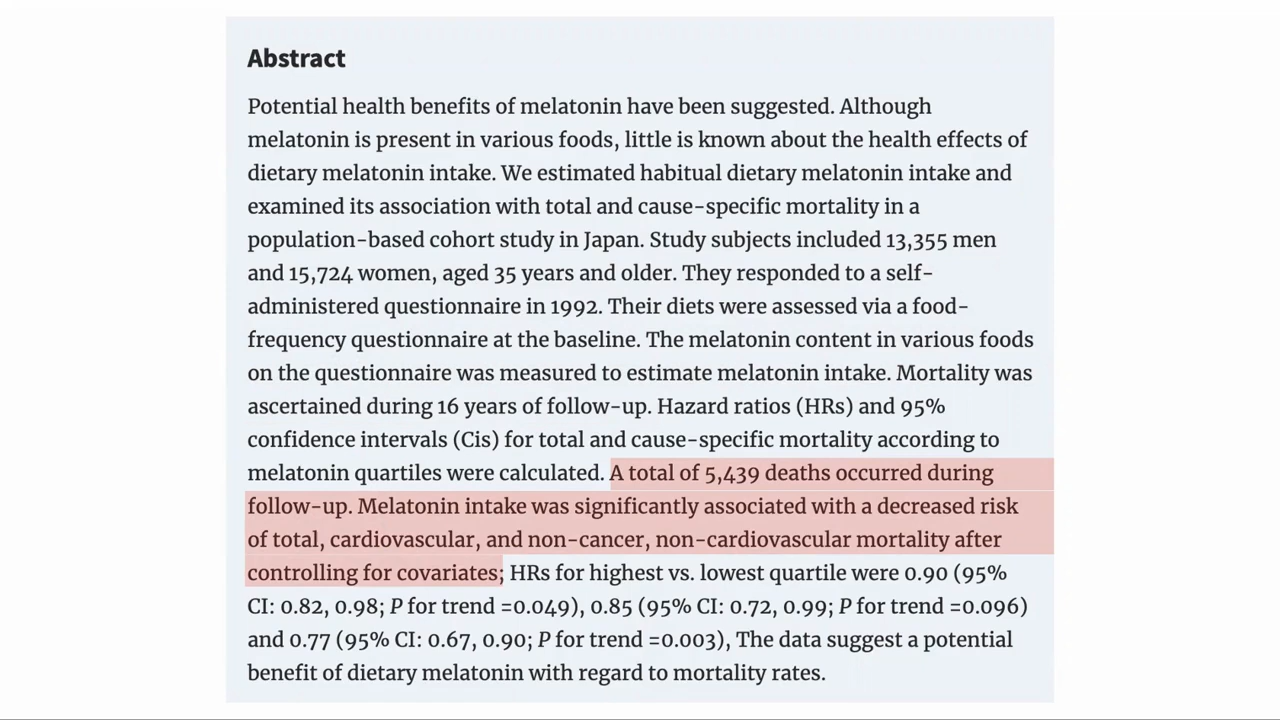 Abstract
Potential health benefits of melatonin have been suggested. Although
melatonin is present in various foods, little is known about the health effects of
dietary melatonin intake. We estimated habitual dietary melatonin intake and
examined its association with total and cause-specific mortality in a
population-based cohort study in Japan. Study subjects included 13,355 men
and 15,724 women, aged 35 years and older. They responded to a self-
administered questionnaire in 1992. Their diets were assessed via a food-
frequency questionnaire at the baseline. The melatonin content in various foods
on the questionnaire was measured to estimate melatonin intake. Mortality was
ascertained during 16 years of follow-up. Hazard ratios (HRs) and 95%
confidence intervals (Cis) for total and cause-specific mortality according to
melatonin quartiles were calculated. A total of 5,439 deaths occurred during
follow-up. Melatonin intake was significantly associated with a decreased risk
of total, cardiovascular, and non-cancer, non-cardiovascular mortality after
controlling for covariates; HRs for highest vs. lowest quartile were 0.90 (95%
CI: 0.82, 0.98; P for trend =0.049), 0.85 (95% CI: 0.72, 0.99; P for trend =0.096)
and 0.77 (95% CI: 0.67, 0.90; P for trend =0.003), The data suggest a potential
benefit of dietary melatonin with regard to mortality rates.